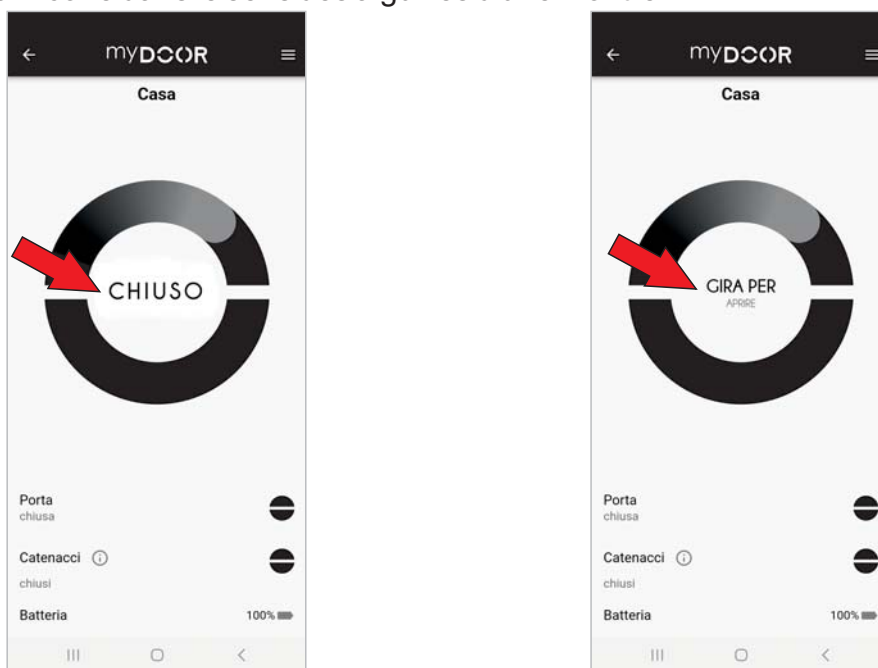 myDOOR
Casa
CHIUSO
Porta
chiusa
Catenacci
chiusi
Batteria 100%
myDOOR
Casa
GIRA PER
APRIRE
Porta
chiusa
Catenacci
chiusi
Batteria 100%